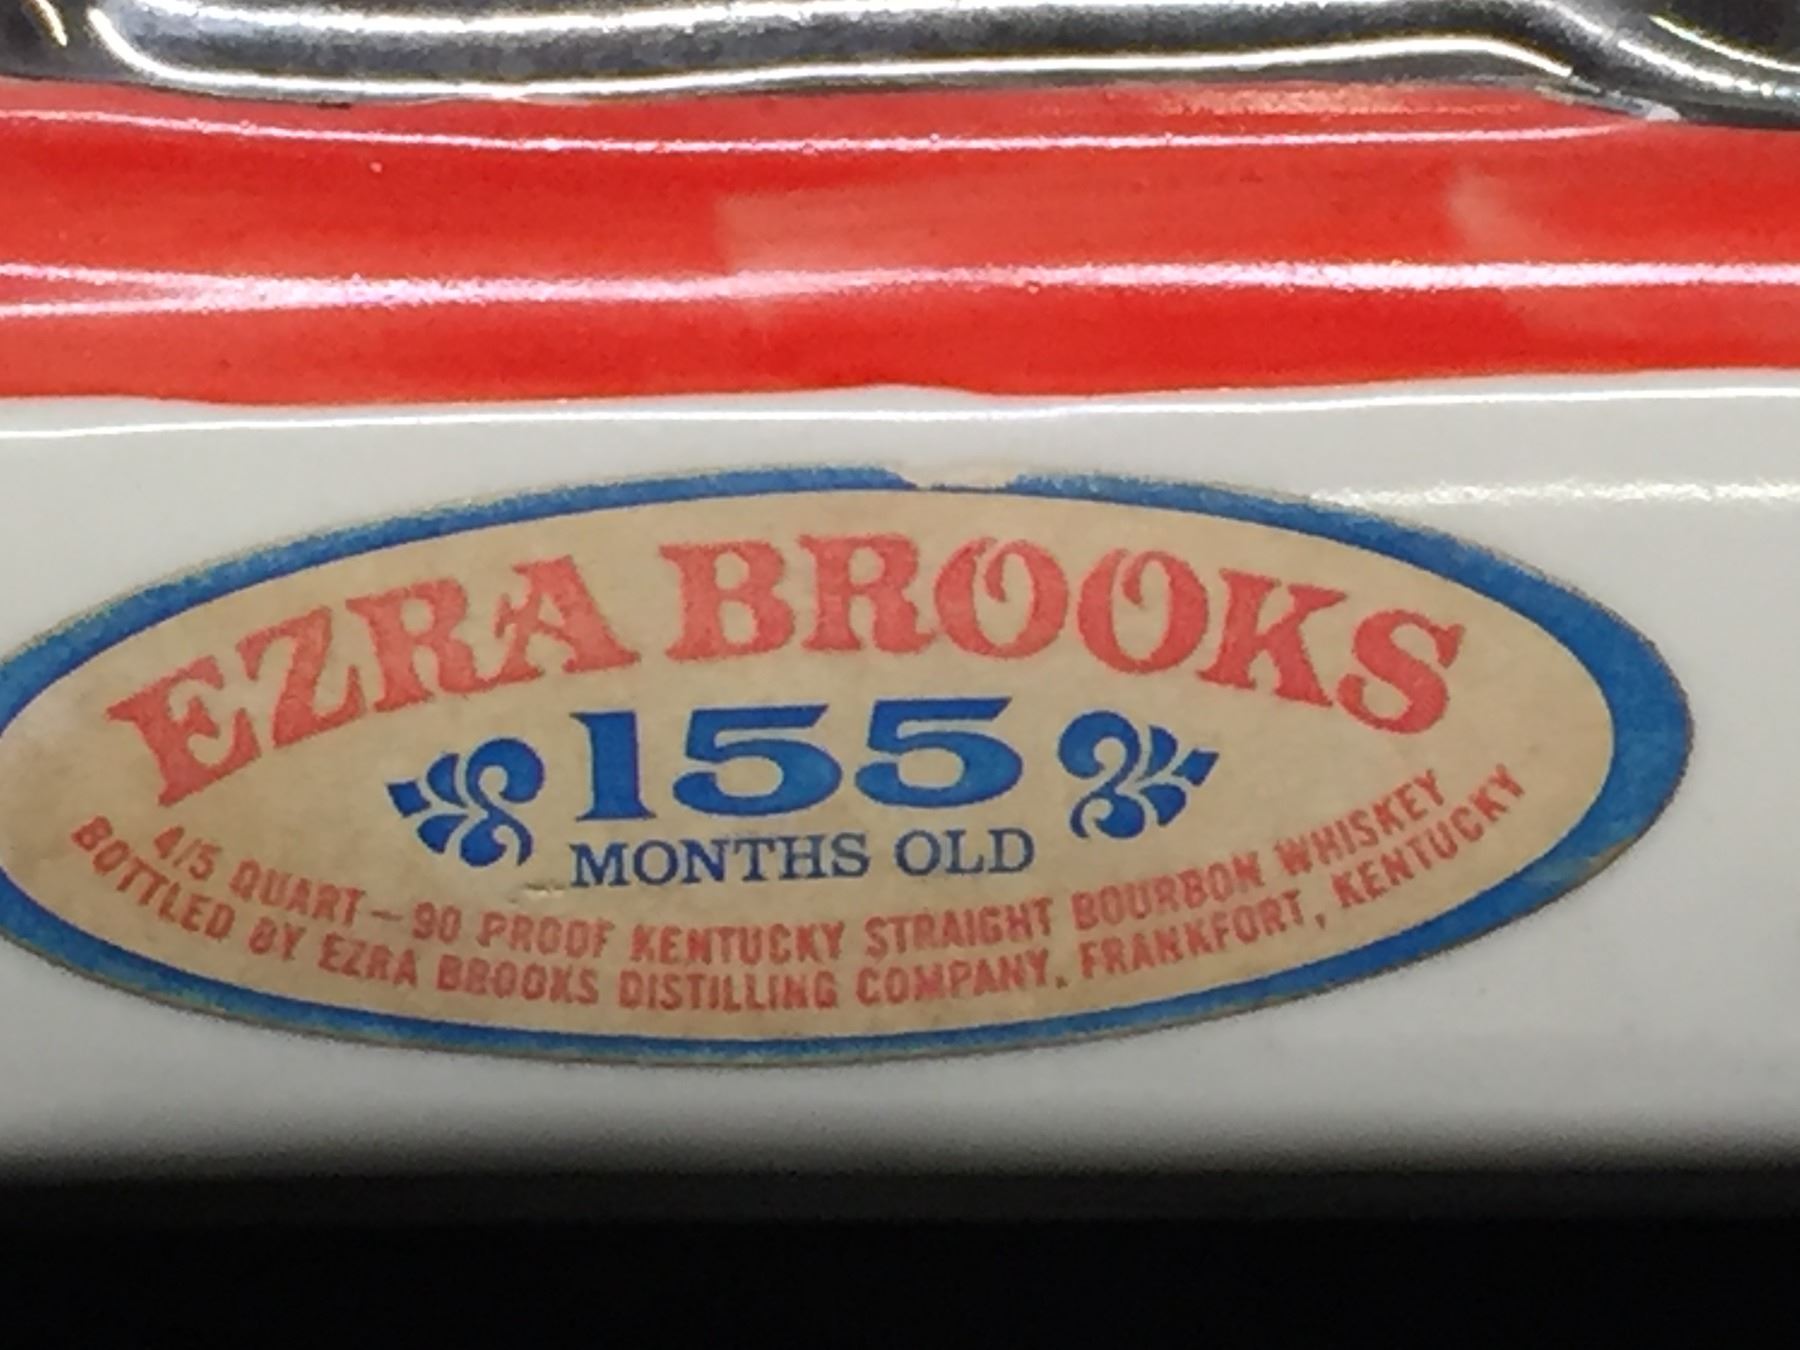 EZRA BROOKS
155
MONTHS OLD
4/5 QUART - 90 PROOF KENTUCKY STRAIGHT BOURBON WHISKEY
BOTTLED BY EZRA BROOKS DISTILLING COMPANY, FRANKFORT, KENTUCKY